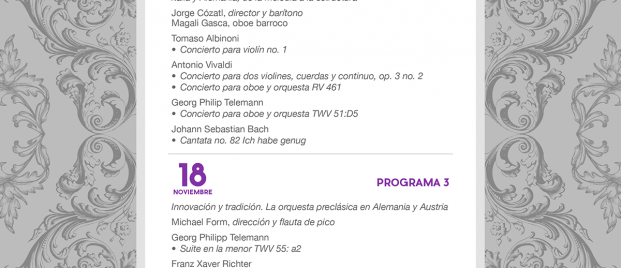 Jorge Cózatl, director y barítono
Magali Gasca, oboe barroco
Tomaso Albinoni
• Concierto para violín no. 1
Antonio Vivaldi
• Concierto para dos violines, cuerdas y continuo, op. 3 no. 2
• Concierto para oboe y orquesta RV 461
Georg Philip Telemann
• Concierto para oboe y orquesta TWV 51:D5
Johann Sebastian Bach
• Cantata no. 82 Ich habe genug
18
NOVIEMBRE
PROGRAMA 3
Innovación y tradición. La orquesta preclásica en Alemania y Austria
Michael Form, dirección y flauta de pico
Georg Philipp Telemann
• Suite en la menor TWV 55: a2
Franz Xaver Richter